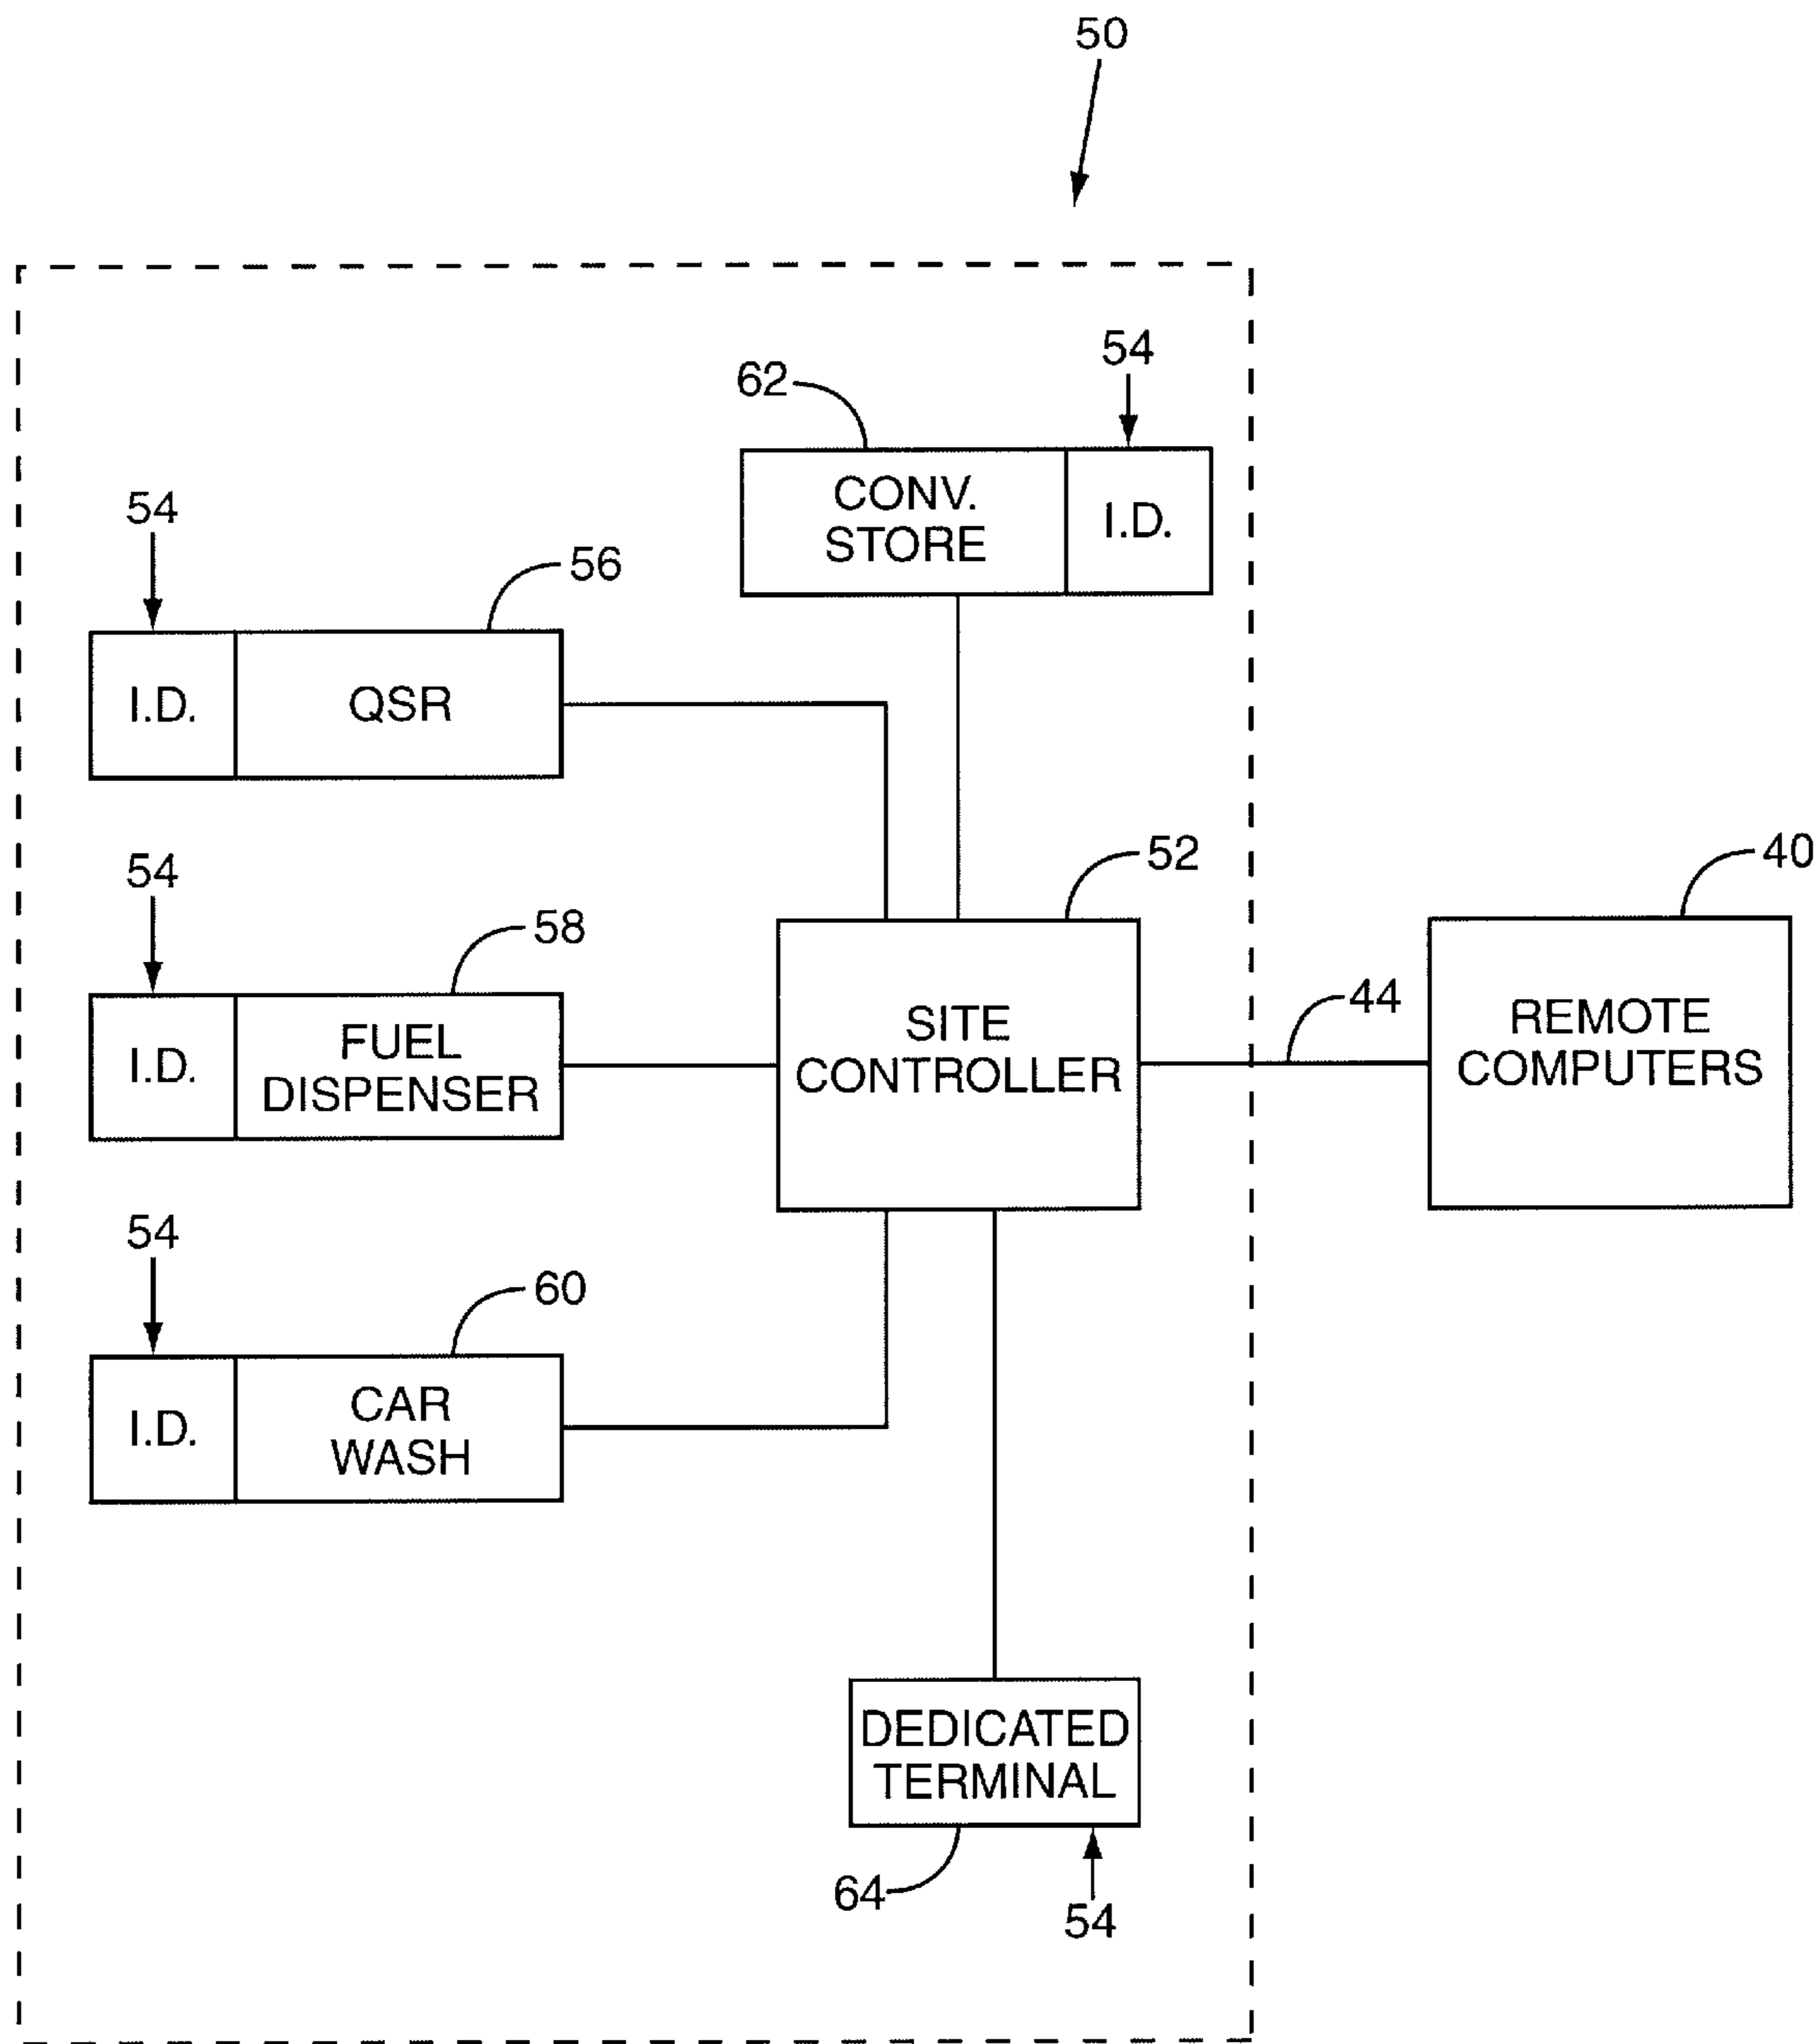 50
54
62
CONV.
STORE
I.D.
54
56
I.D.
QSR
54
58
52
40
I.D.
FUEL
DISPENSER
SITE
CONTROLLER
44
REMOTE
COMPUTERS
54
60
I.D.
CAR
WASH
DEDICATED
TERMINAL
64
54